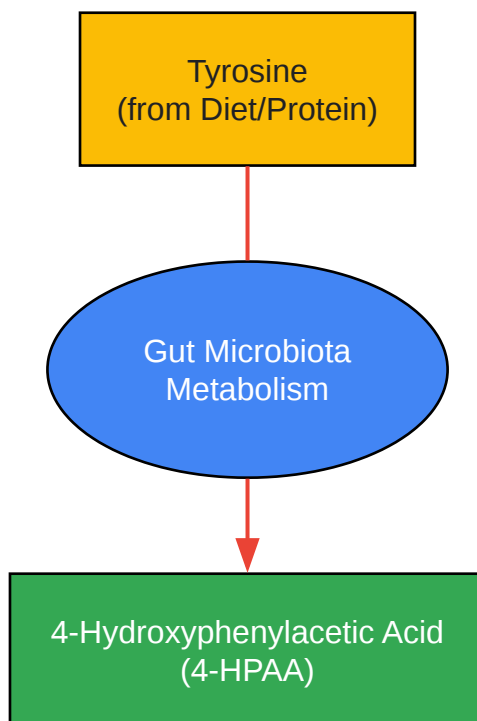 Tyrosine
(from Diet/Protein)
Gut Microbiota
Metabolism
4-Hydroxyphenylacetic Acid
(4-HPAA)